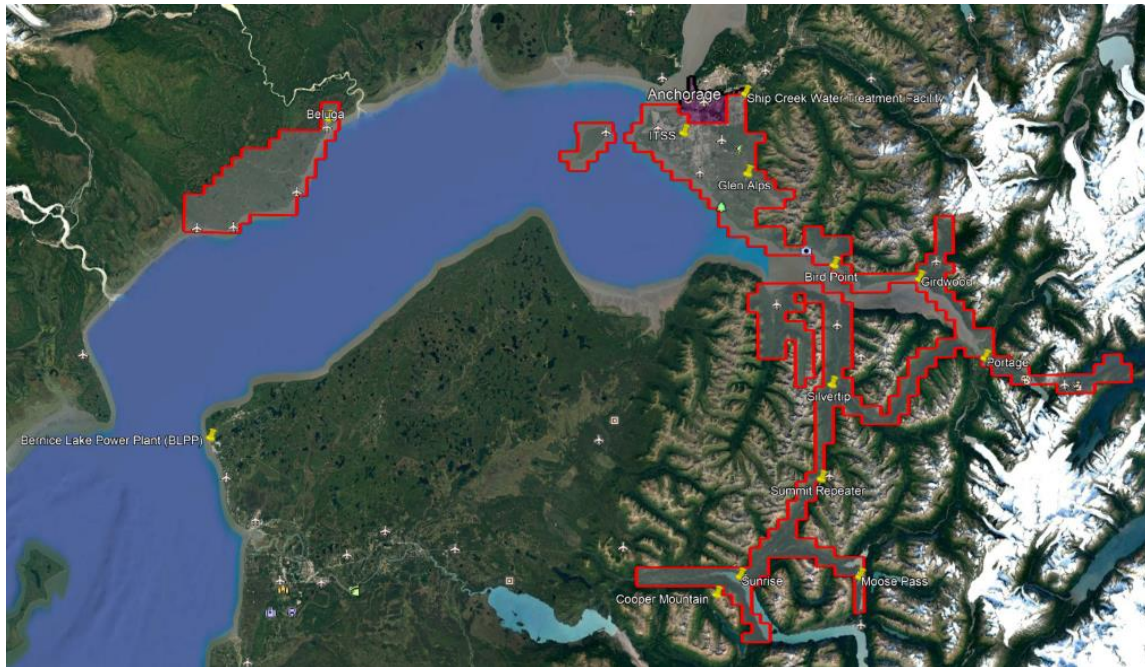 Anchorage
Ship Creek Water Treatment Facility
Beluga
ITSS
Glen Alps
Bird Point
Girdwood
Portage
Silvertip
Bernice Lake Power Plant (BLPP)
Summit Repeater
Sunrise
Moose Pass
Cooper Mountain